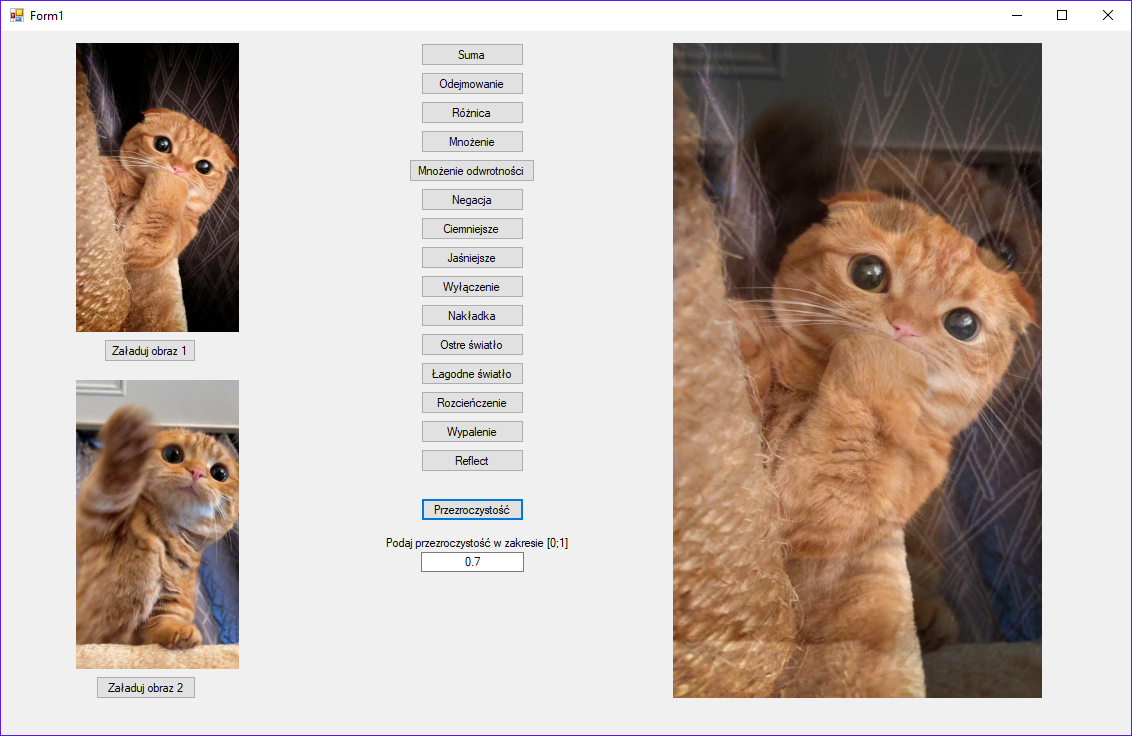 Form1
Załaduj obraz 1
Załaduj obraz 2
Suma
Odejmowanie
Różnica
Mnożenie
Mnożenie odwrotności
Negacja
Ciemniejsze
Jaśniejsze
Wyłączenie
Nakładka
Ostre światło
Łagodne światło
Rozcieńczenie
Wypalenie
Reflect
Przezroczystość
Podaj przezroczystość w zakresie [0;1]
0.7